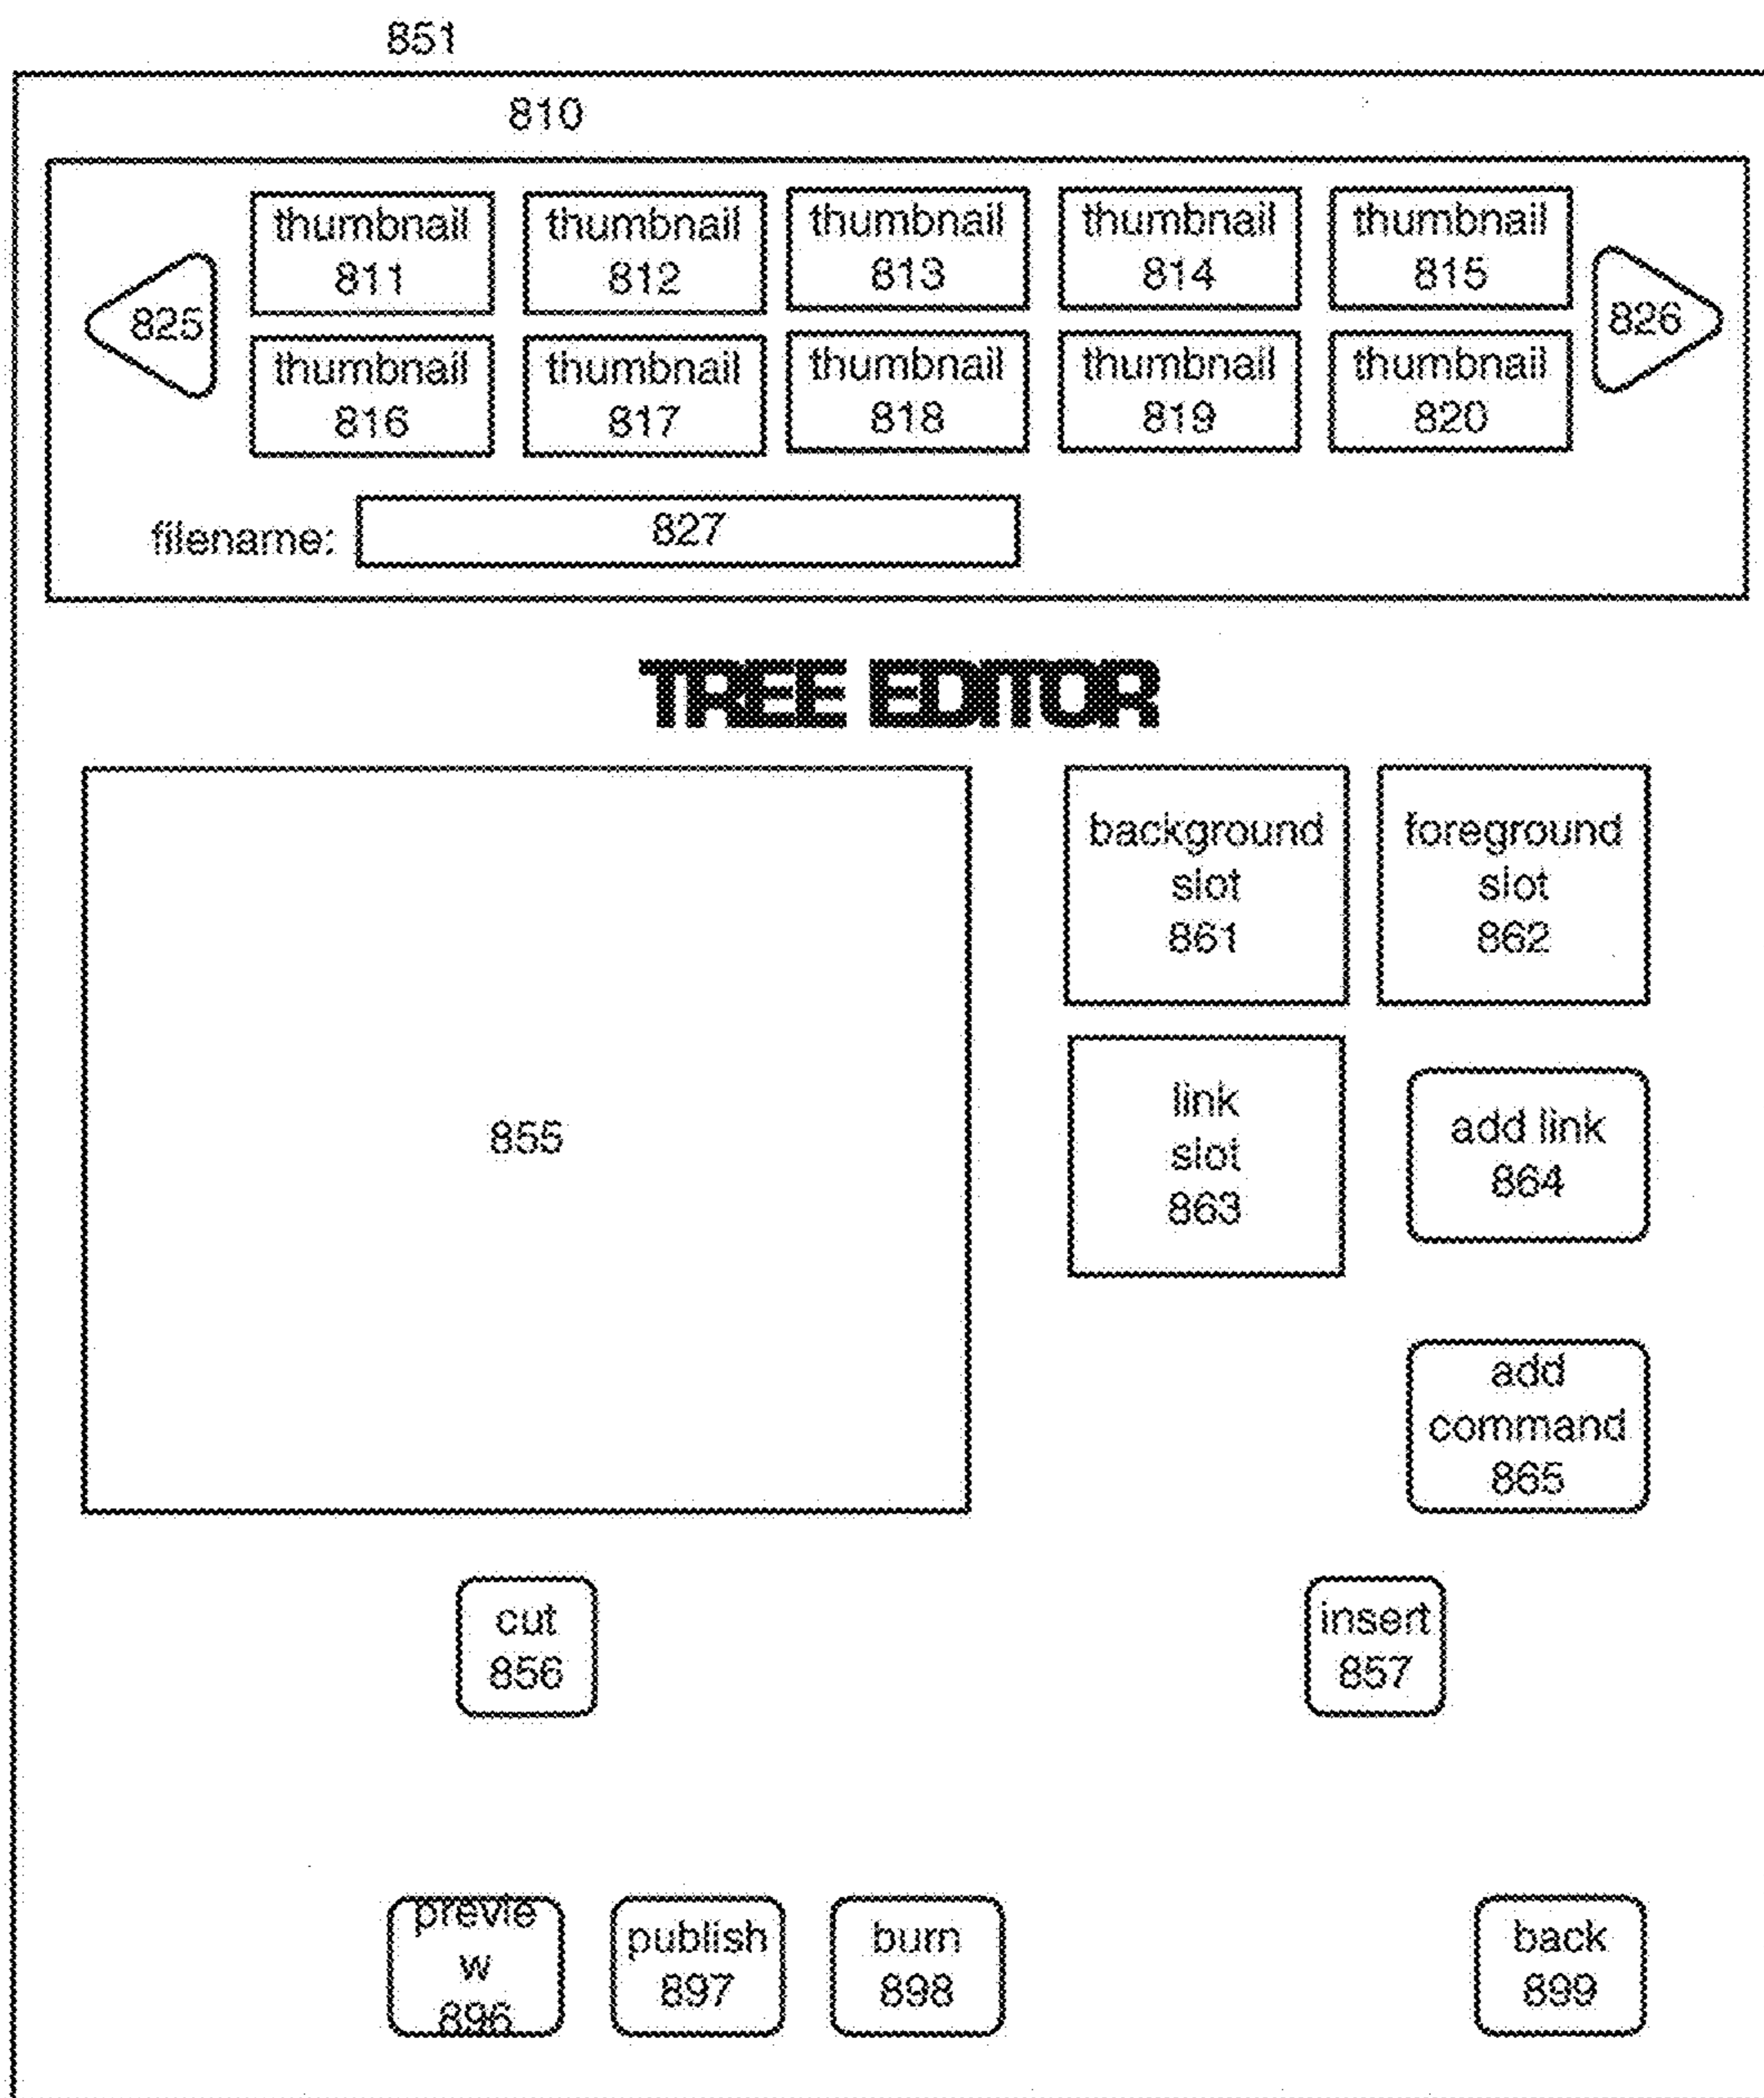 851
810
thumbnail
811
thumbnail
812
thumbnail
813
thumbnail
814
thumbnail
815
825
826
thumbnail
816
thumbnail
817
thumbnail
818
thumbnail
819
thumbnail
820
filename:
827
TREE EDITOR
855
background
slot
861
foreground
slot
862
link
slot
863
add link
864
add
command
865
cut
856
insert
857
previe
w
896
publish
897
burn
898
back
899